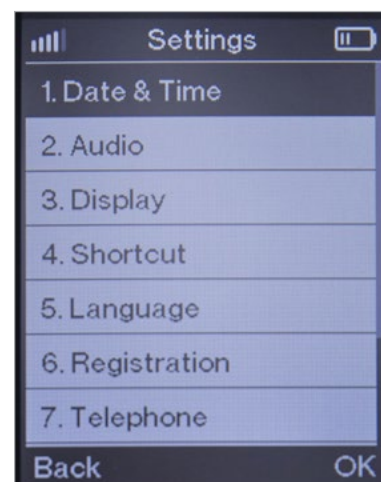 Settings
1. Date & Time
2. Audio
3. Display
4. Shortcut
5. Language
6. Registration
7. Telephone
Back OK